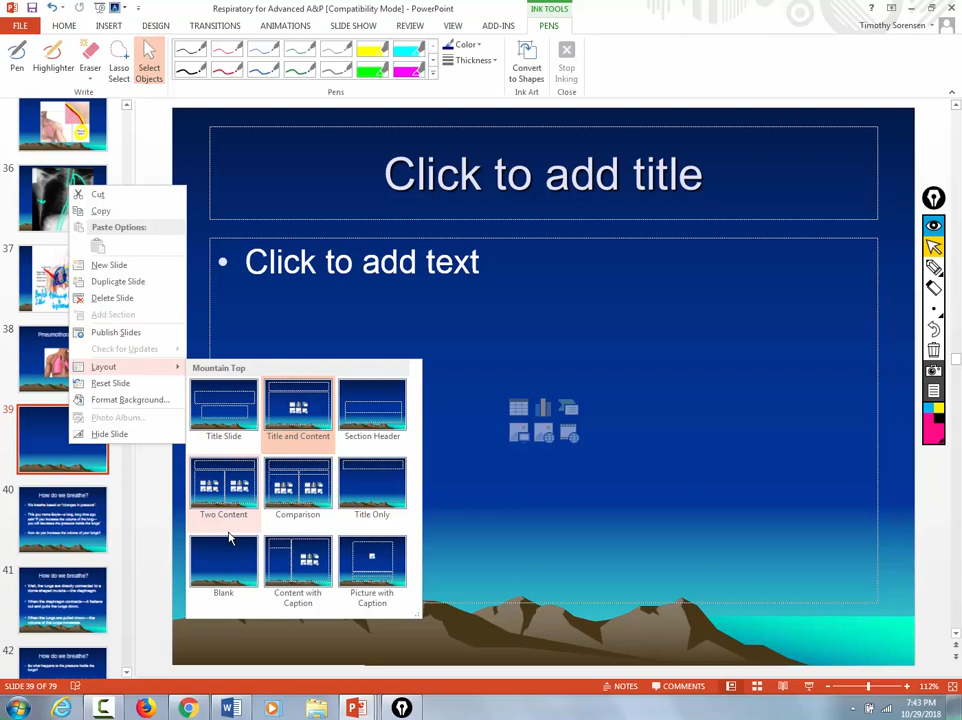 Respiratory for Advanced A&P [Compatibility Mode] - PowerPoint
INK TOOLS
FILE
HOME
INSERT
DESIGN
TRANSITIONS
ANIMATIONS
SLIDE SHOW
REVIEW
VIEW
ADD-INS
PENS
Timothy Sorensen
Pen
Highlighter
Eraser
Lasso Select
Select Objects
Color
Thickness
Convert to Shapes
Stop Inking
Write
Pens
Ink Art
Close
36
37
38
39
40
41
42
Pneumothorax
How do we breathe?
How do we breathe?
How do we breathe?
Cut
Copy
Paste Options:
New Slide
Duplicate Slide
Delete Slide
Add Section
Publish Slides
Check for Updates
Layout
Reset Slide
Format Background...
Photo Album...
Hide Slide
Mountain Top
Title Slide
Title and Content
Section Header
Two Content
Comparison
Title Only
Blank
Content with Caption
Picture with Caption
Click to add title
• Click to add text
SLIDE 39 OF 79
NOTES
COMMENTS
112%
7:43 PM
10/29/2018